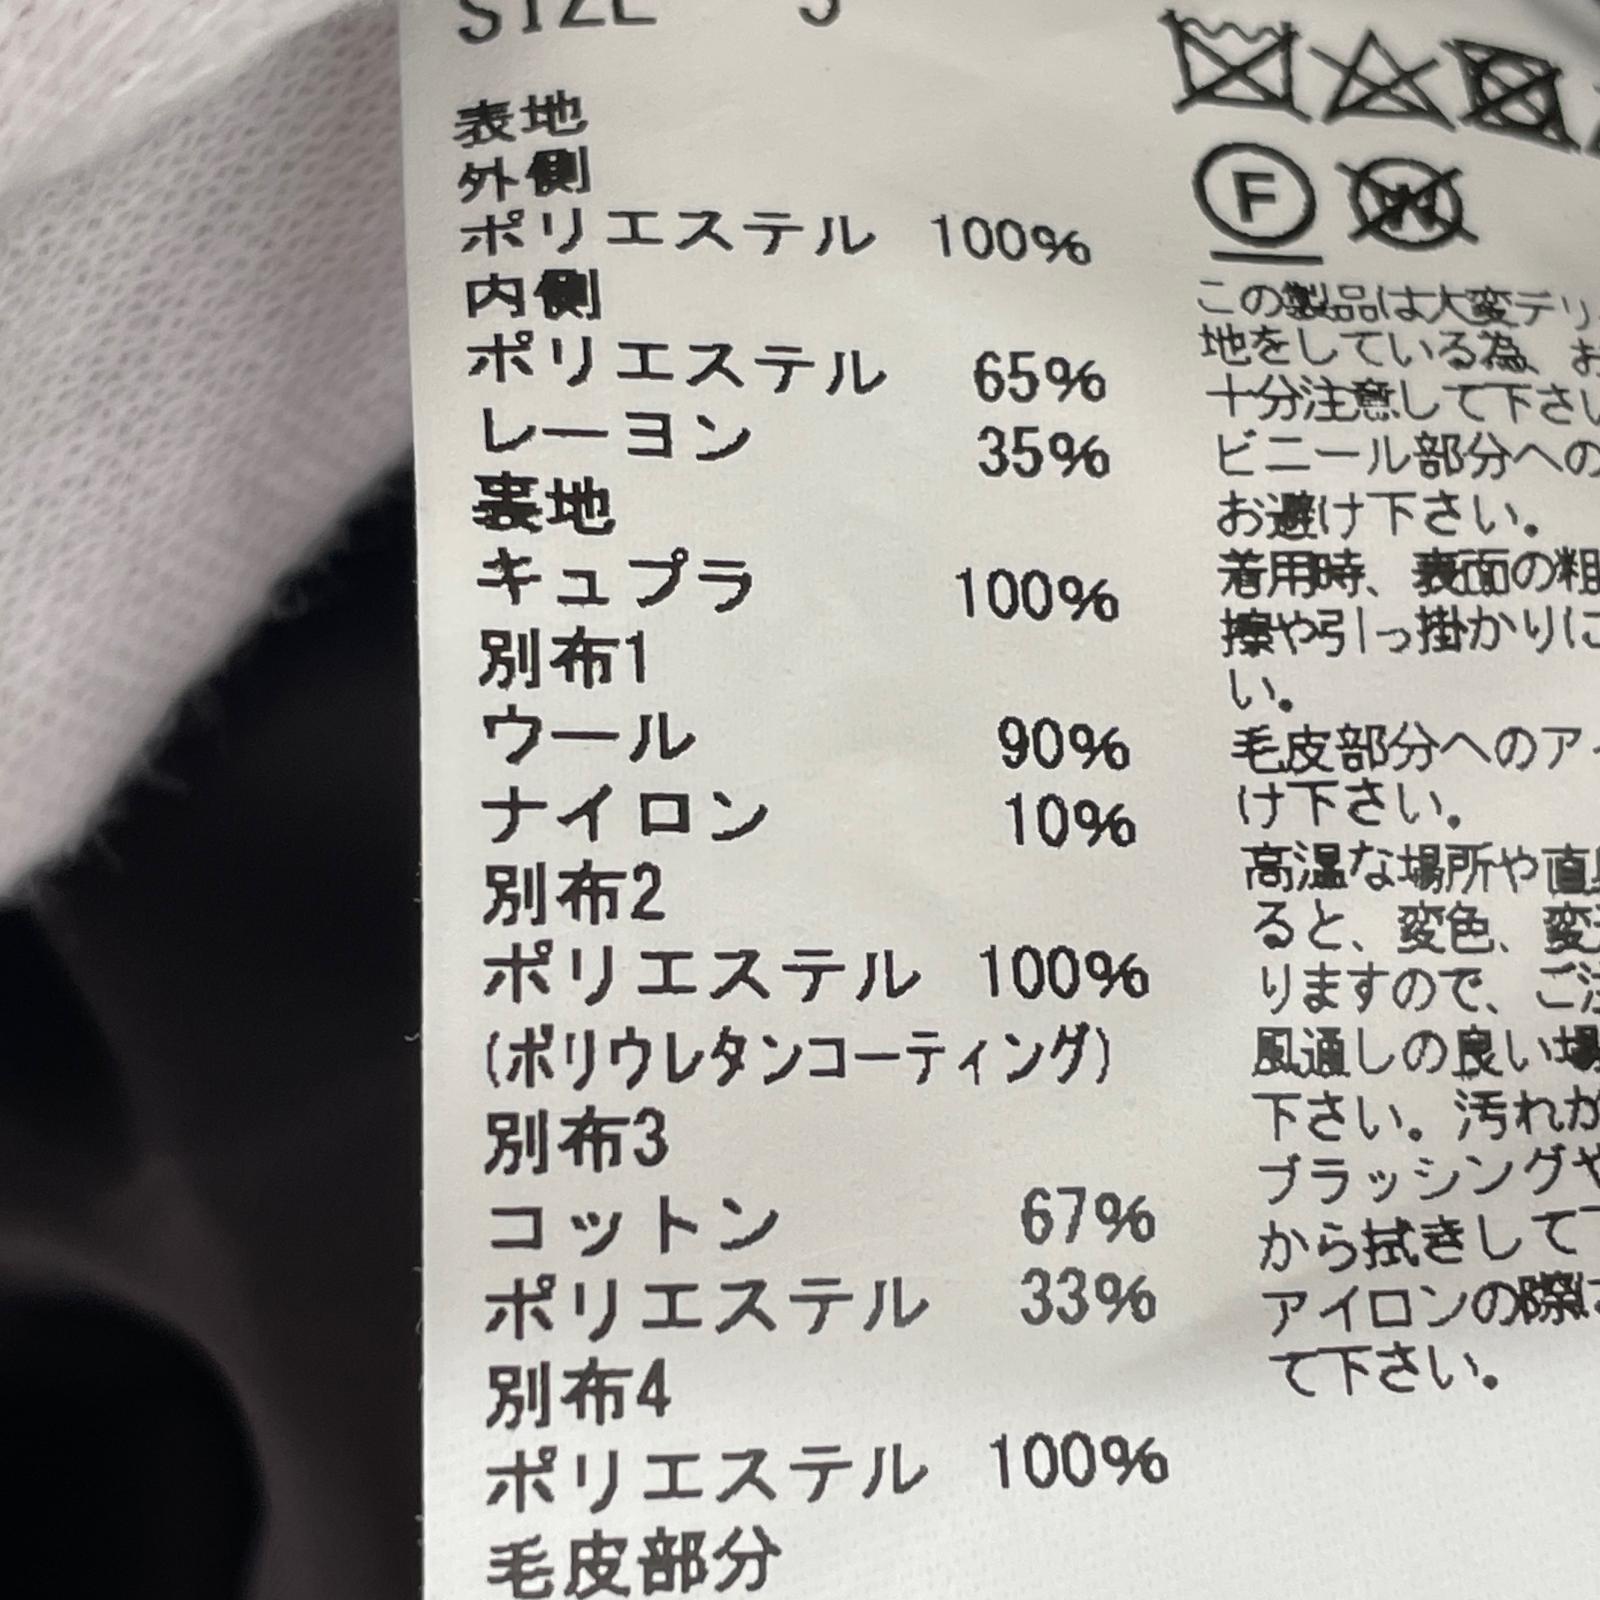 SIZE
表地
外側
ポリエステル 100%
内側
ポリエステル 65%
レーヨン 35%
裏地
キュプラ 100%
別布1
ウール 90%
ナイロン 10%
別布2
ポリエステル 100%
(ポリウレタンコーティング)
別布3
コットン 67%
ポリエステル 33%
別布4
ポリエステル 100%
毛皮部分
F
W
この製品は大変デリ
地をしている為、お
十分注意して下さい
ビニール部分への
お避け下さい。
着用時、表面の粗
擦や引っ掛かりに
い。
毛皮部分へのアイ
け下さい。
高温な場所や直
ると、変色、変
りますので、ご注
風通しの良い場
下さい。汚れが
ブラッシングや
から拭きして下
アイロンの際は
て下さい。